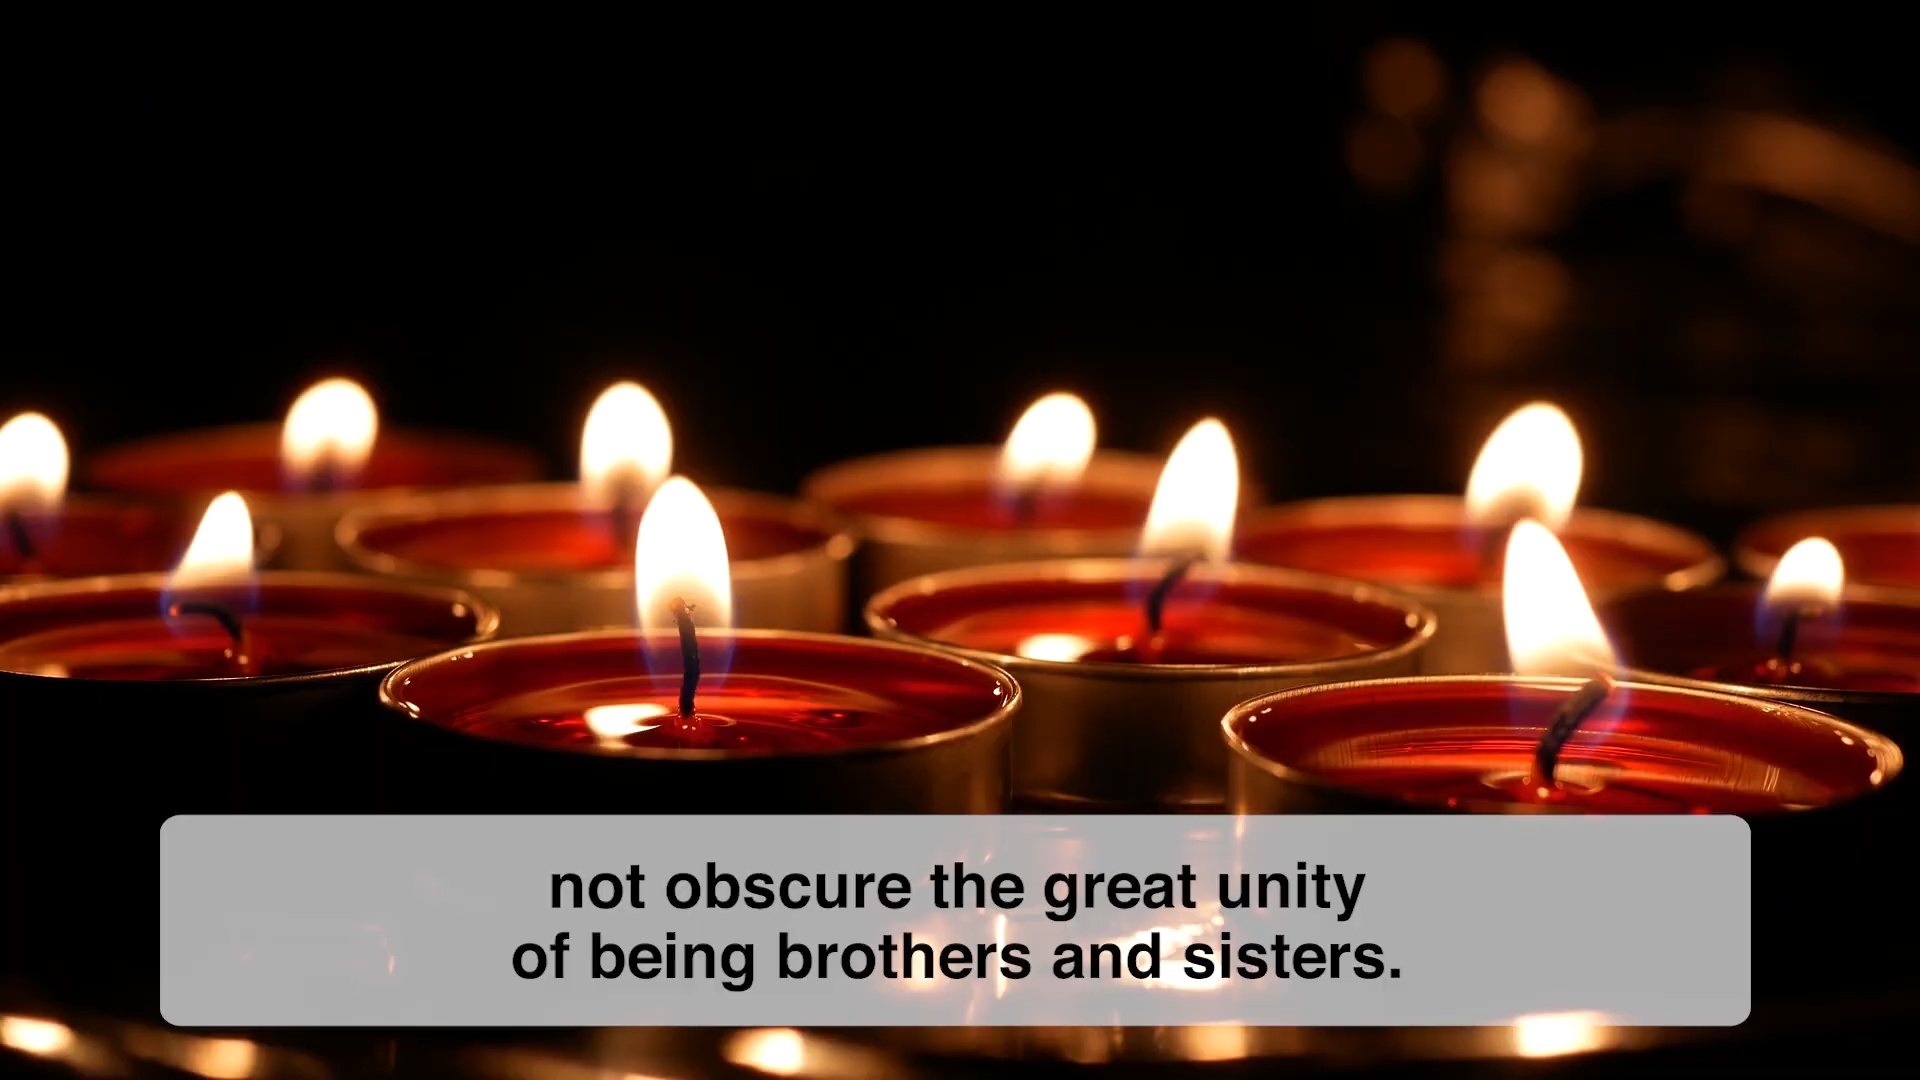 not obscure the great unity
of being brothers and sisters.